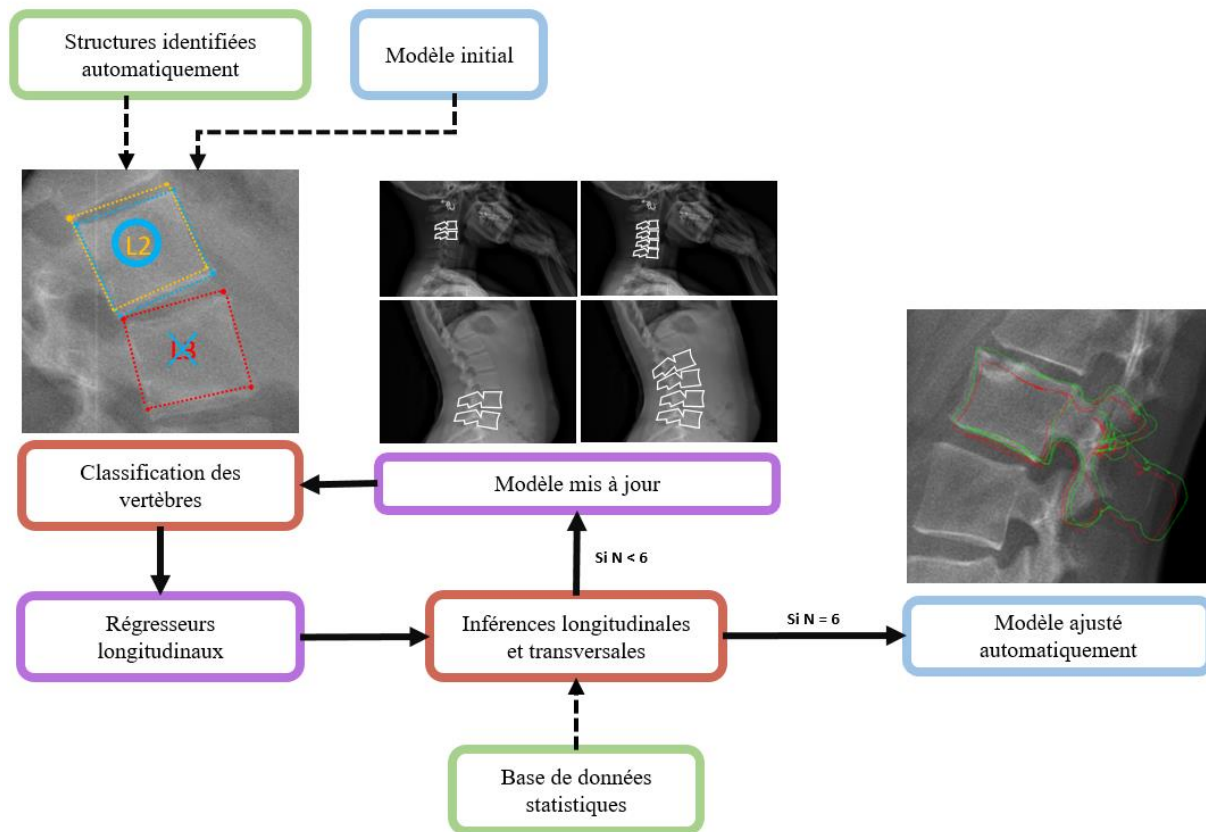 Structures identifiées
automatiquement
Modèle initial
L2
L3
Classification des
vertèbres
Modèle mis à jour
Si N < 6
Régresseurs
longitudinaux
Inférences longitudinales
et transversales
Si N = 6
Modèle ajusté
automatiquement
Base de données
statistiques